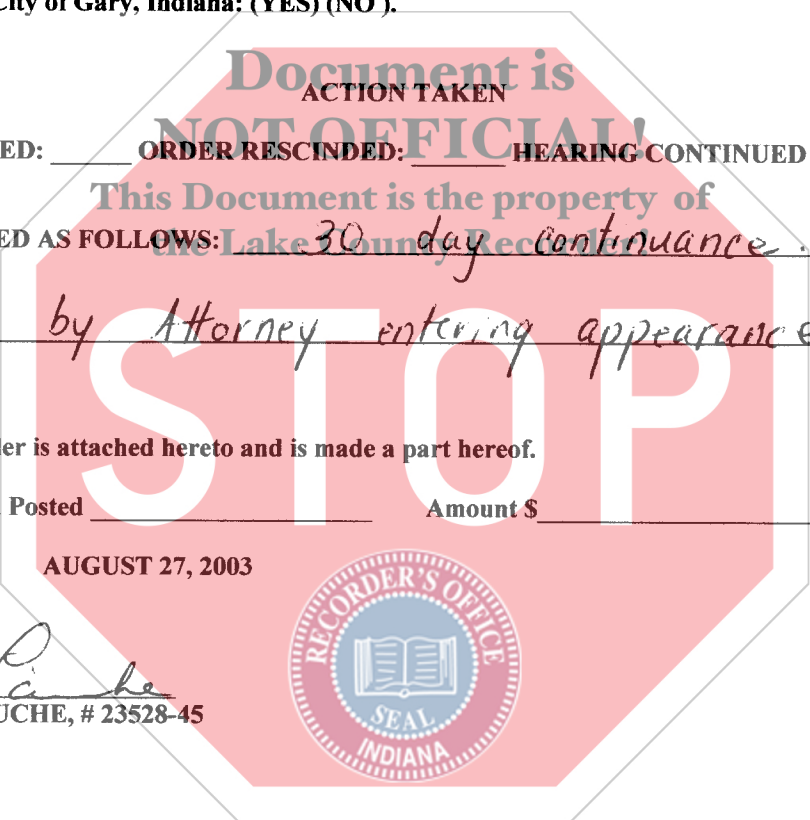 City of Gary, Indiana: (YES) (NO ).
Document is
ACTION TAKEN
NOT OFFICIAL!
ED: ______ ORDER RESCINDED: _______ HEARING CONTINUED
This Document is the property of
ED AS FOLLOWS: 30 day continuance.
the Lake County Recorder!
by Attorney entering appearance
STOP
er is attached hereto and is made a part hereof.
Posted ____________ Amount $____________
AUGUST 27, 2003
RECORDER'S OFFICE
SEAL
INDIANA
UCHE, # 23528-45